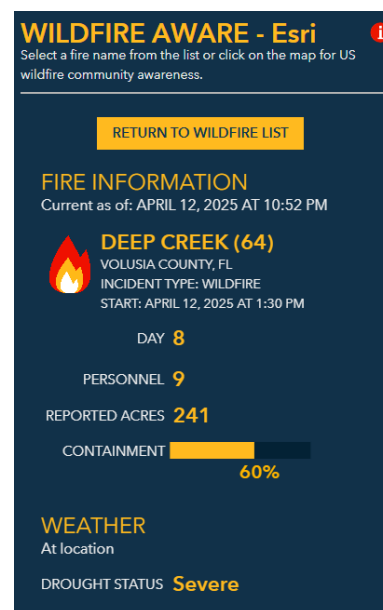 WILDFIRE AWARE - Esri
i
Select a fire name from the list or click on the map for US
wildfire community awareness.
RETURN TO WILDFIRE LIST
FIRE INFORMATION
Current as of: APRIL 12, 2025 AT 10:52 PM
DEEP CREEK (64)
VOLUSIA COUNTY, FL
INCIDENT TYPE: WILDFIRE
START: APRIL 12, 2025 AT 1:30 PM
DAY 8
PERSONNEL 9
REPORTED ACRES 241
CONTAINMENT
60%
WEATHER
At location
DROUGHT STATUS Severe